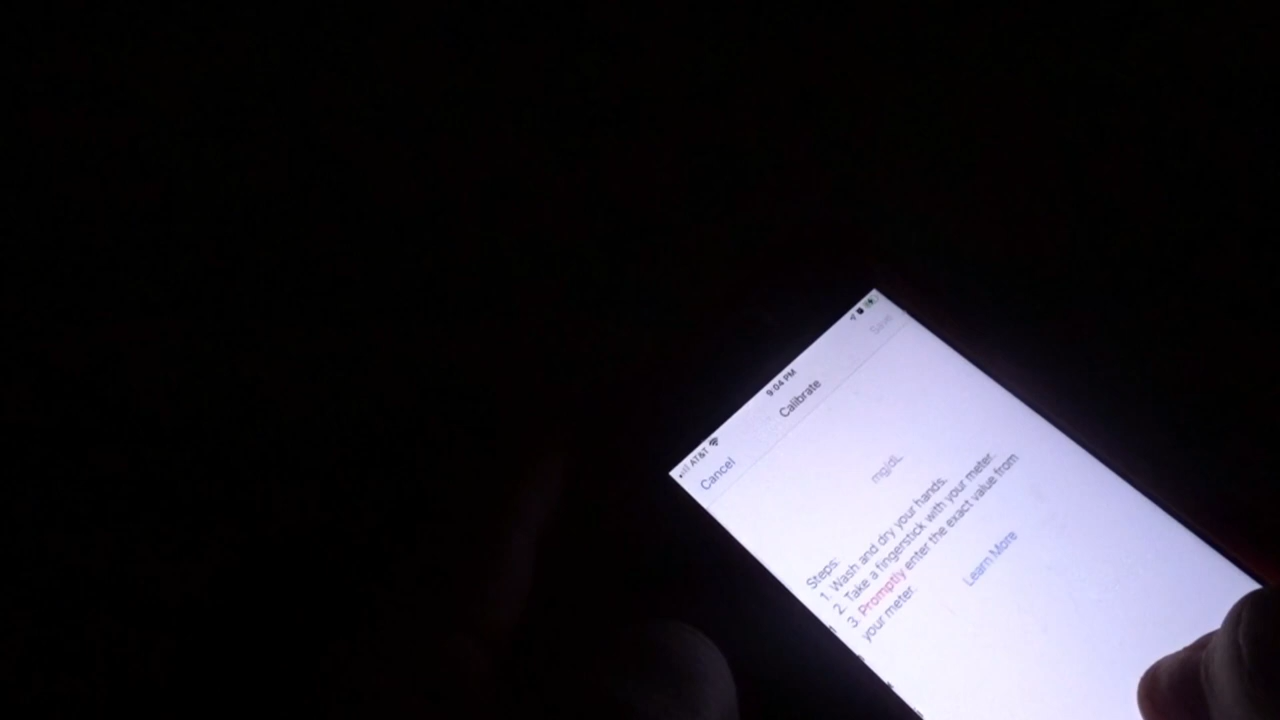 AT&T 9:04 PM
Cancel Calibrate Save
mg/dL
Steps:
1. Wash and dry your hands.
2. Take a fingerstick with your meter.
3. Promptly enter the exact value from
your meter.
Learn More